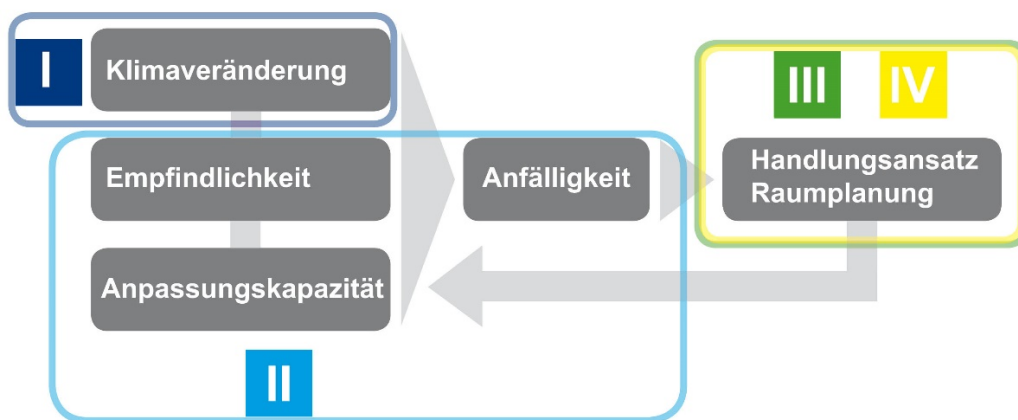 I
Klimaveränderung
Empfindlichkeit
Anpassungskapazität
II
Anfälligkeit
III
IV
Handlungsansatz
Raumplanung